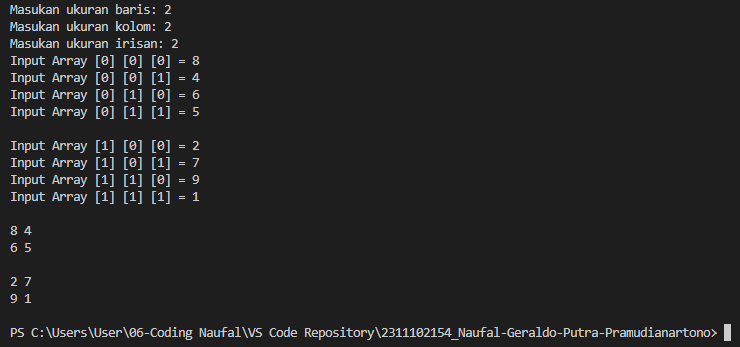 Masukan ukuran baris: 2
Masukan ukuran kolom: 2
Masukan ukuran irisan: 2
Input Array [0] [0] [0] = 8
Input Array [0] [0] [1] = 4
Input Array [0] [1] [0] = 6
Input Array [0] [1] [1] = 5
Input Array [1] [0] [0] = 2
Input Array [1] [0] [1] = 7
Input Array [1] [1] [0] = 9
Input Array [1] [1] [1] = 1
8 4
6 5
2 7
9 1
PS C:\Users\User\06-Coding Naufal\VS Code Repository\2311102154_Naufal-Geraldo-Putra-Pramudianartono>